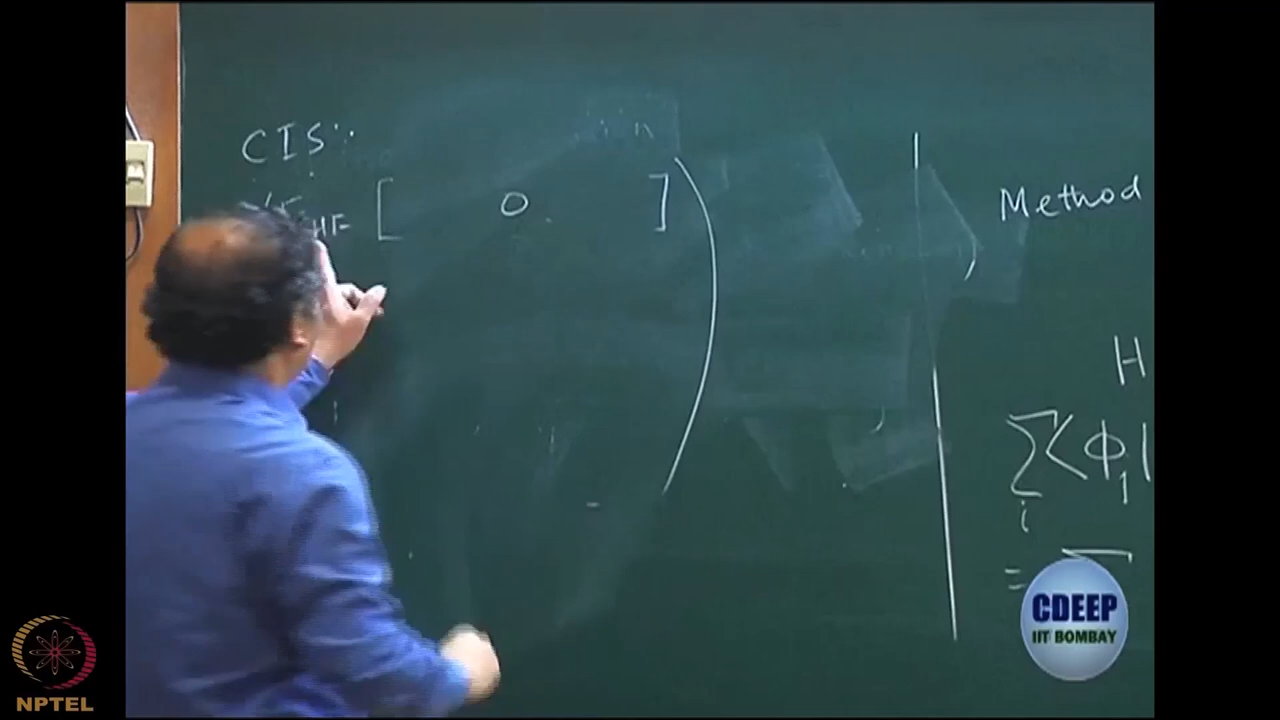 CIS:
HF [ 0 ] )
Method
H
∑ <Φ₁|
i
=
CDEEP
IIT BOMBAY
NPTEL